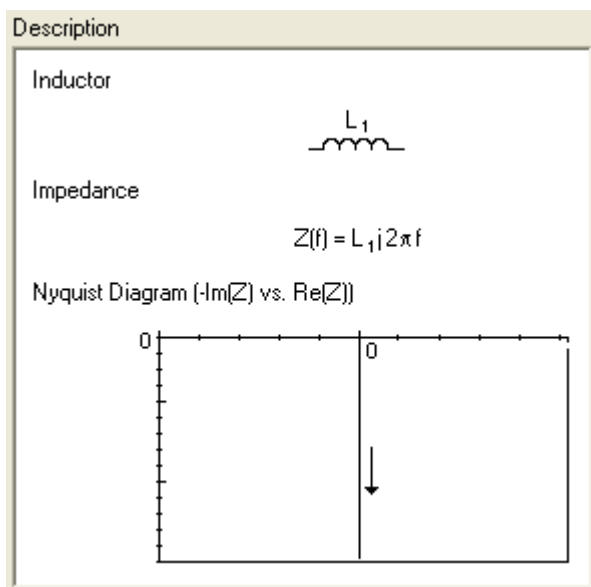 Description
Inductor
L₁
Impedance
Z(f) = L₁j2πf
Nyquist Diagram (-Im(Z) vs. Re(Z))
0
0